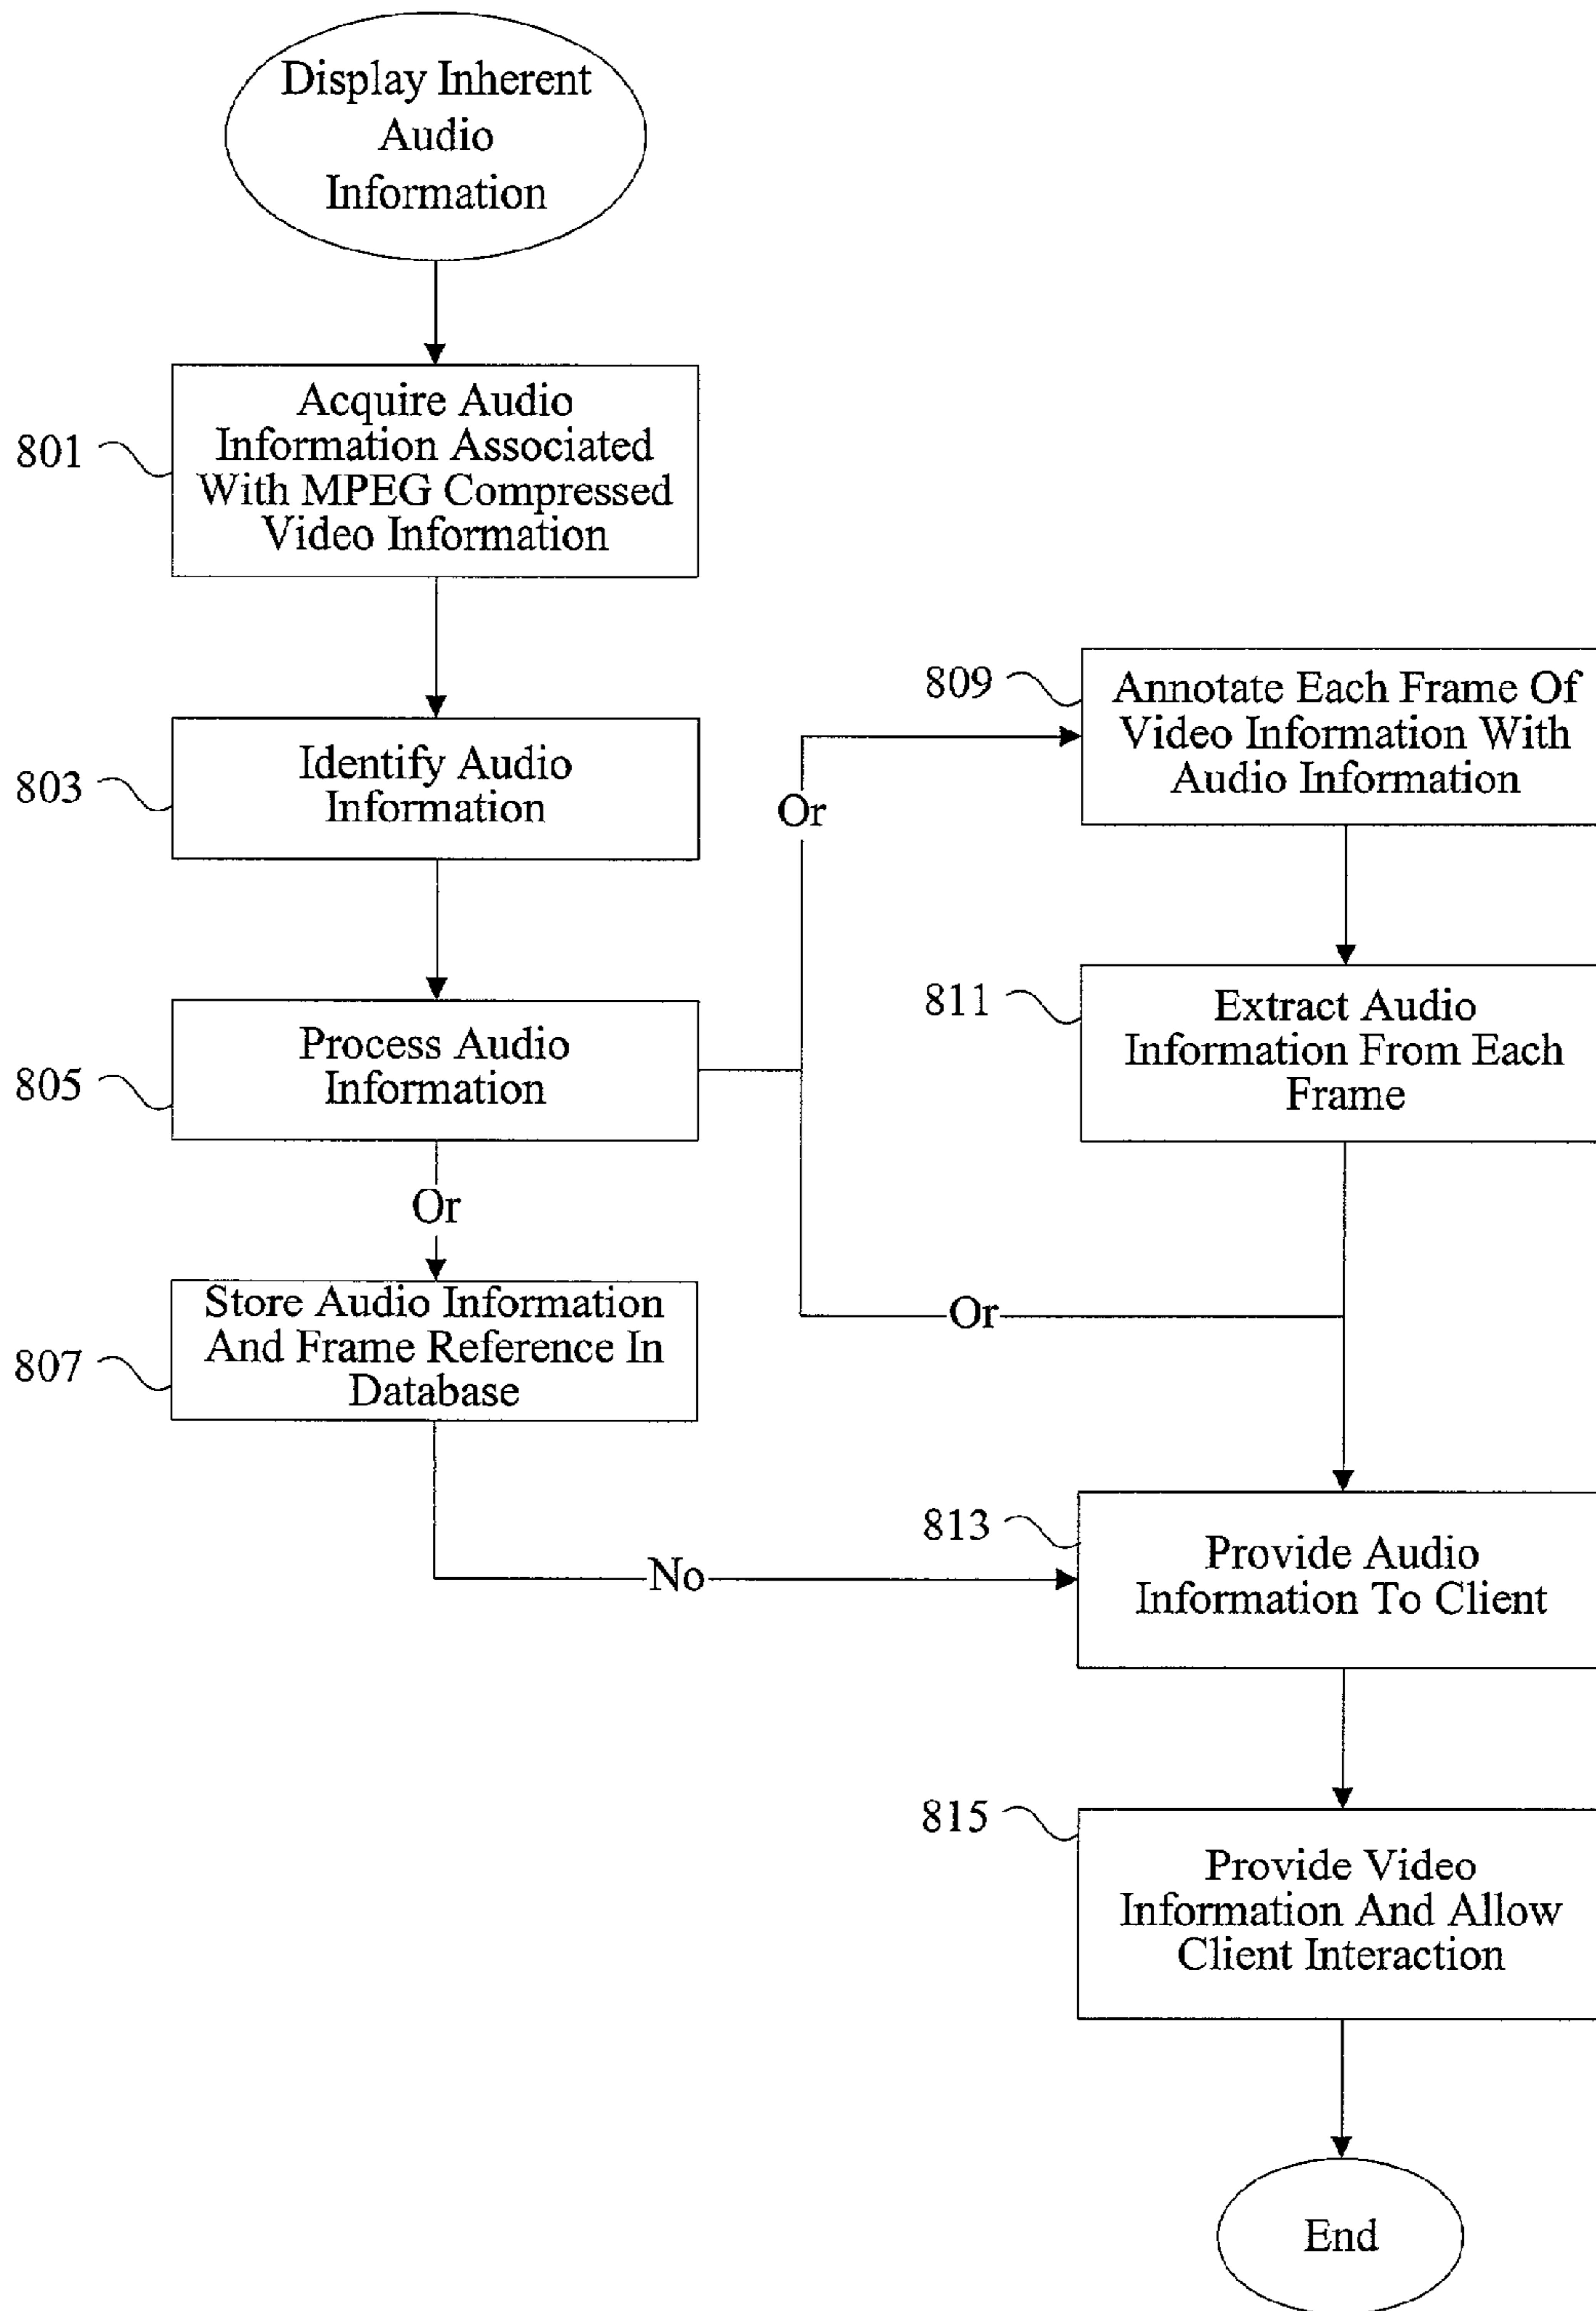 Display Inherent
Audio
Information
801
Acquire Audio
Information Associated
With MPEG Compressed
Video Information
803
Identify Audio
Information
805
Process Audio
Information
Or
807
Store Audio Information
And Frame Reference In
Database
No
Or
809
Annotate Each Frame Of
Video Information With
Audio Information
811
Extract Audio
Information From Each
Frame
Or
813
Provide Audio
Information To Client
815
Provide Video
Information And Allow
Client Interaction
End